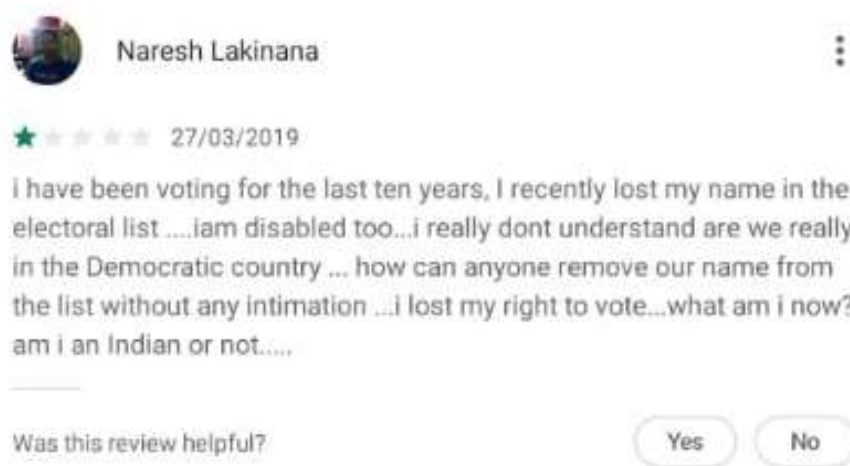 Naresh Lakinana
27/03/2019
i have been voting for the last ten years, I recently lost my name in the
electoral list ....iam disabled too...i really dont understand are we really
in the Democratic country ... how can anyone remove our name from
the list without any intimation ...i lost my right to vote...what am i now?
am i an Indian or not.....
Was this review helpful?
Yes
No